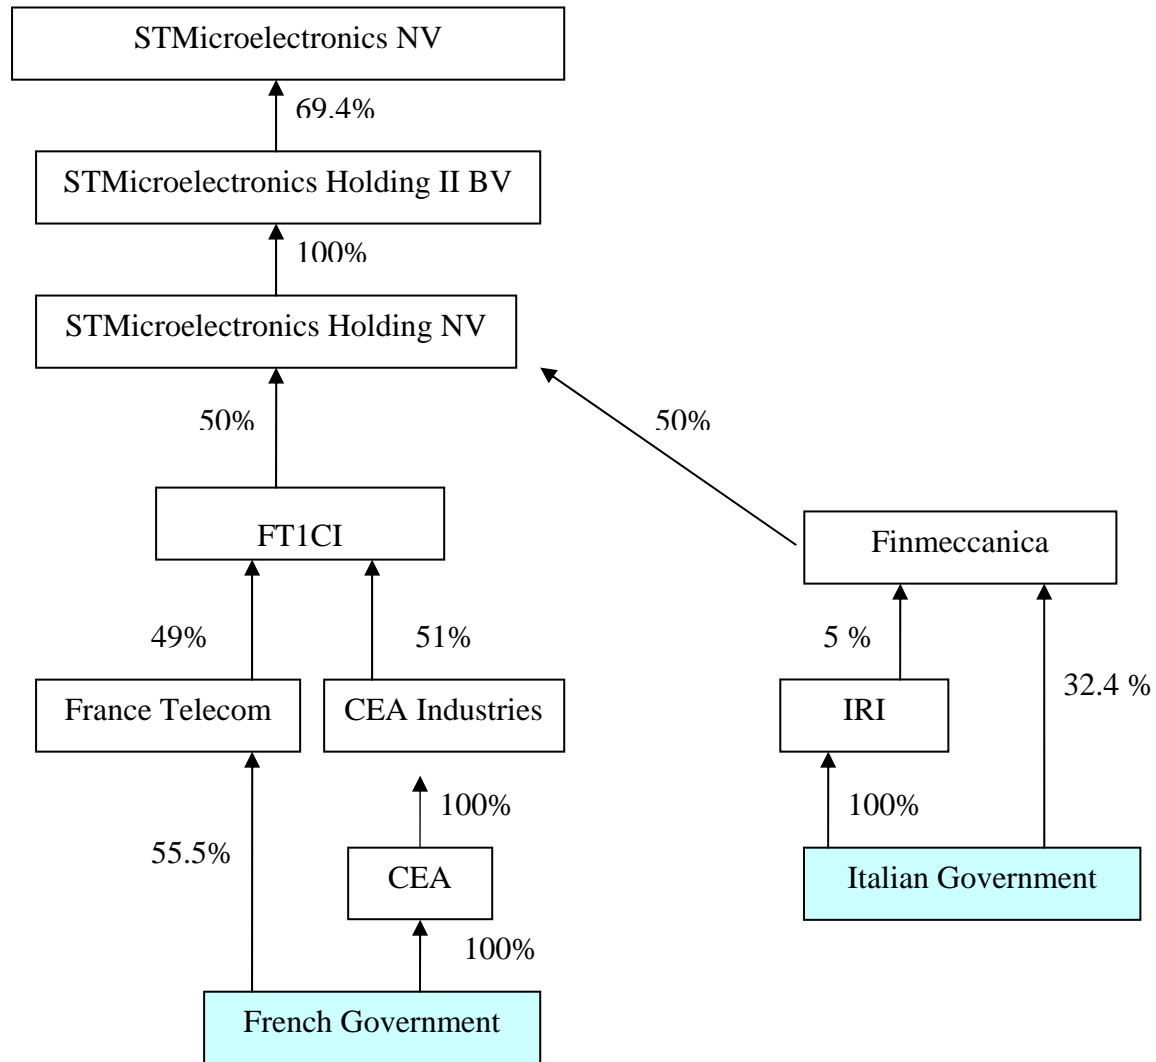 STMicroelectronics NV
69.4%
STMicroelectronics Holding II BV
100%
STMicroelectronics Holding NV
50%
50%
FT1CI
Finmeccanica
49%
51%
5 %
32.4 %
France Telecom
CEA Industries
IRI
100%
100%
55.5%
CEA
Italian Government
100%
French Government